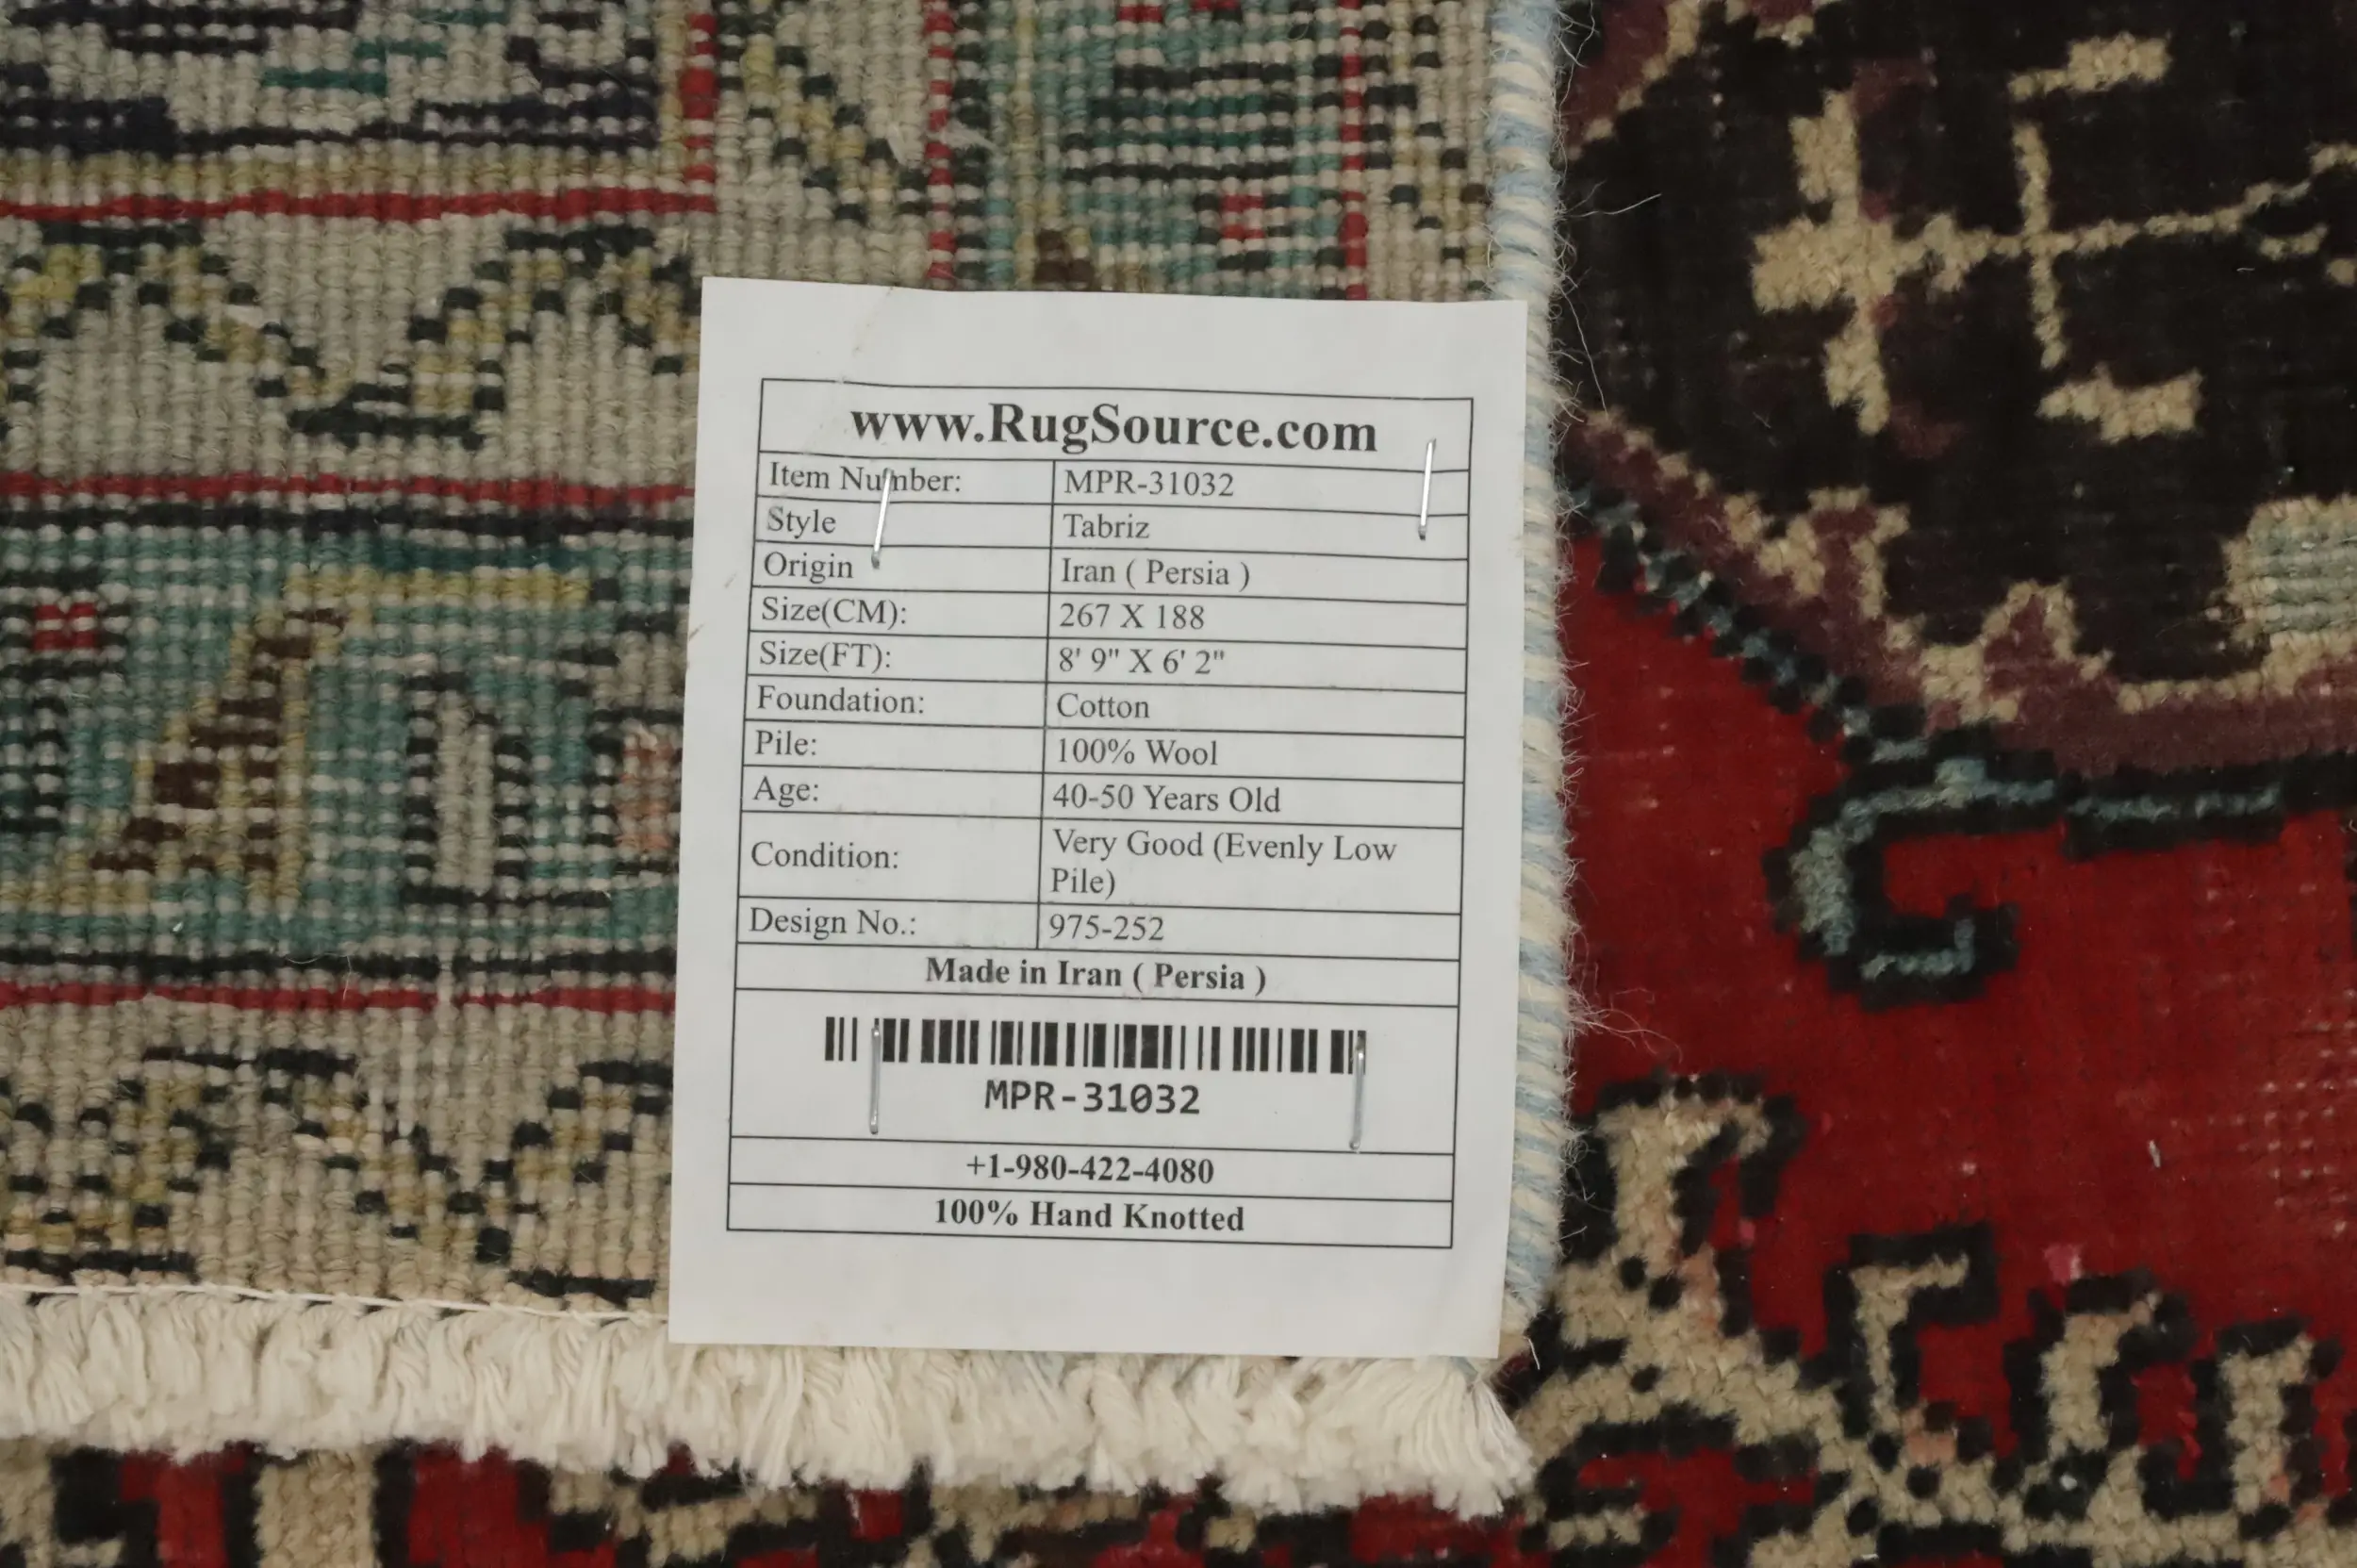 www.RugSource.com
Item Number: MPR-31032
Style Tabriz
Origin Iran ( Persia )
Size(CM): 267 X 188
Size(FT): 8' 9" X 6' 2"
Foundation: Cotton
Pile: 100% Wool
Age: 40-50 Years Old
Condition: Very Good (Evenly Low
Pile)
Design No.: 975-252
Made in Iran ( Persia )
MPR-31032
+1-980-422-4080
100% Hand Knotted